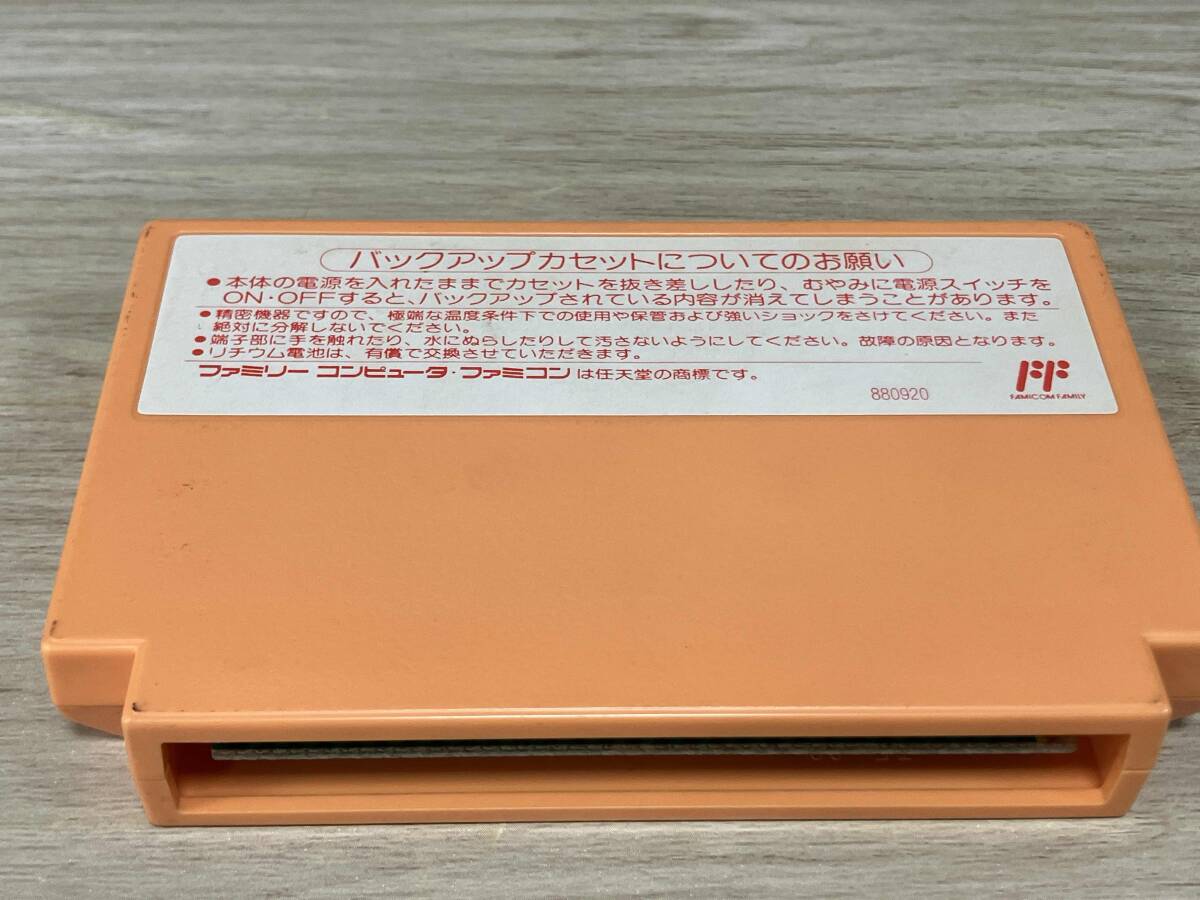 バックアップカセットについてのお願い
●本体の電源を入れたままでカセットを抜き差ししたり、むやみに電源スイッチを
ON・OFFすると、バックアップされている内容が消えてしまうことがあります。
●精密機器ですので、極端な温度条件下での使用や保管および強いショックをさけてください。また
絶対に分解しないでください。
●端子部に手を触れたり、水にぬらしたりして汚さないようにしてください。故障の原因となります。
●リチウム電池は、有償で交換させていただきます。
ファミリー コンピュータ・ファミコンは任天堂の商標です。
880920
FAMICOM FAMILY